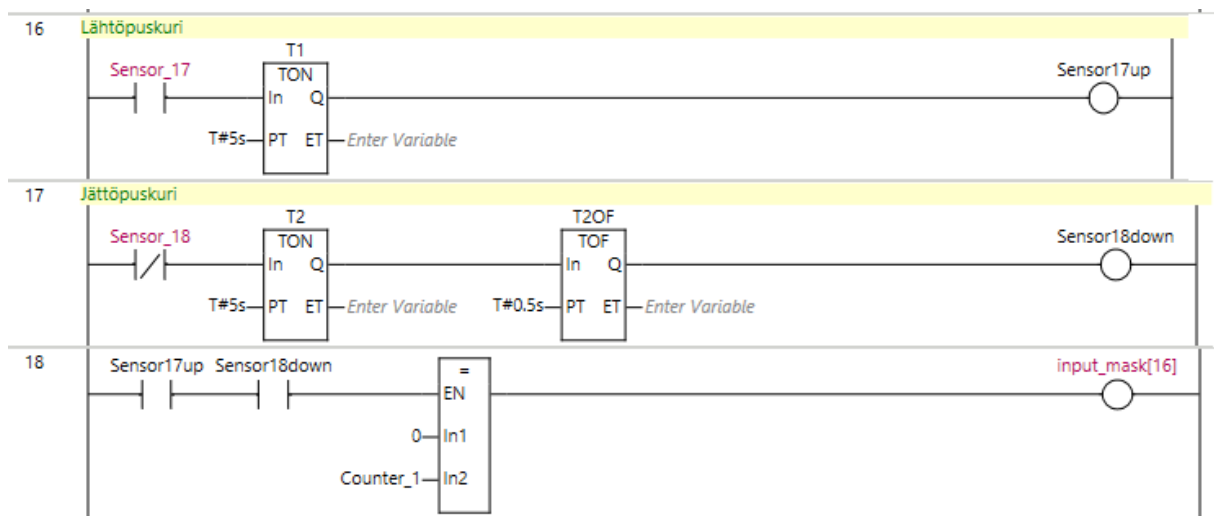 16 Lähtöpuskuri
T1
Sensor_17 TON Sensor17up
In Q
T#5s PT ET Enter Variable
17 Jättöpuskuri
T2 T2OF
Sensor_18 TON TOF Sensor18down
In Q In Q
T#5s PT ET Enter Variable T#0.5s PT ET Enter Variable
18 Sensor17up Sensor18down = input_mask[16]
EN
0 In1
Counter_1 In2